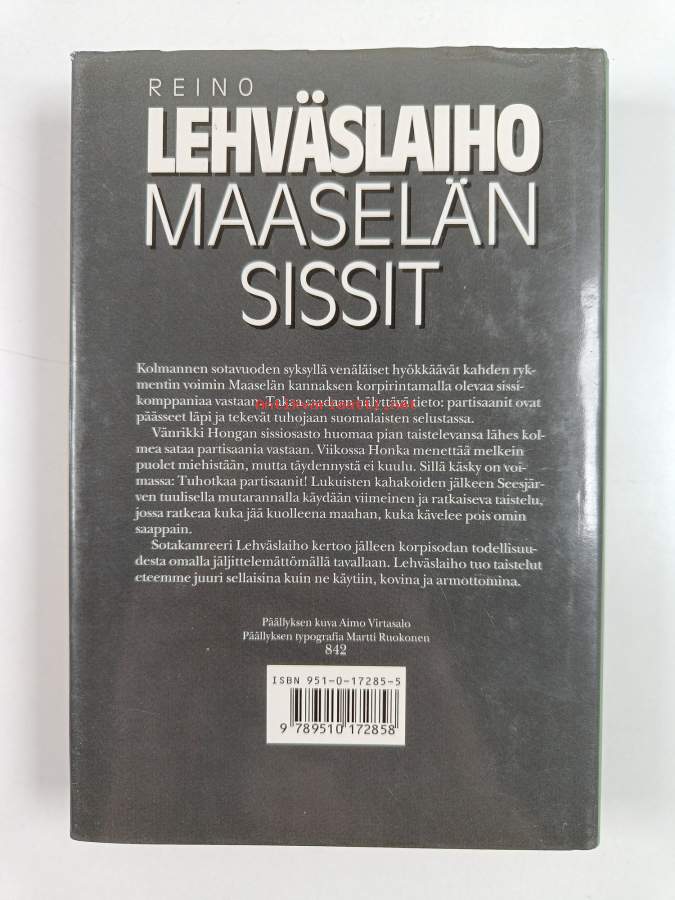 REINO
LEHVÄSLAIHO
MAASELÄN
SISSIT
Kolmannen sotavuoden syksyllä venäläiset hyökkäävät kahden ryk-
mentin voimin Maaselän kannaksen korpirintamalla olevaa sissi-
komppaniaa vastaan. Takaa saadaan hälyttävä tieto: partisaanit ovat
päässeet läpi ja tekevät tuhojaan suomalaisten selustassa.
Vänrikki Hongan sissiosasto huomaa pian taistelevansa lähes kol-
mea sataa partisaania vastaan. Viikossa Honka menettää melkein
puolet miehistään, mutta täydennystä ei kuulu. Sillä käsky on voi-
massa: Tuhotkaa partisaanit! Lukuisten kahakoiden jälkeen Seesjär-
ven tuulisella mutarannalla käydään viimeinen ja ratkaiseva taistelu,
jossa ratkeaa kuka jää kuolleena maahan, kuka kävelee pois omin
saappain.
Sotakamreeri Lehväslaiho kertoo jälleen korpisodan todellisuu-
desta omalla jäljittelemättömällä tavallaan. Lehväslaiho tuo taistelut
eteemme juuri sellaisina kuin ne käytiin, kovina ja armottomina.
Päällyksen kuva Aimo Virtasalo
Päällyksen typografia Martti Ruokonen
842
ISBN 951-0-17285-5
9 789510 172858